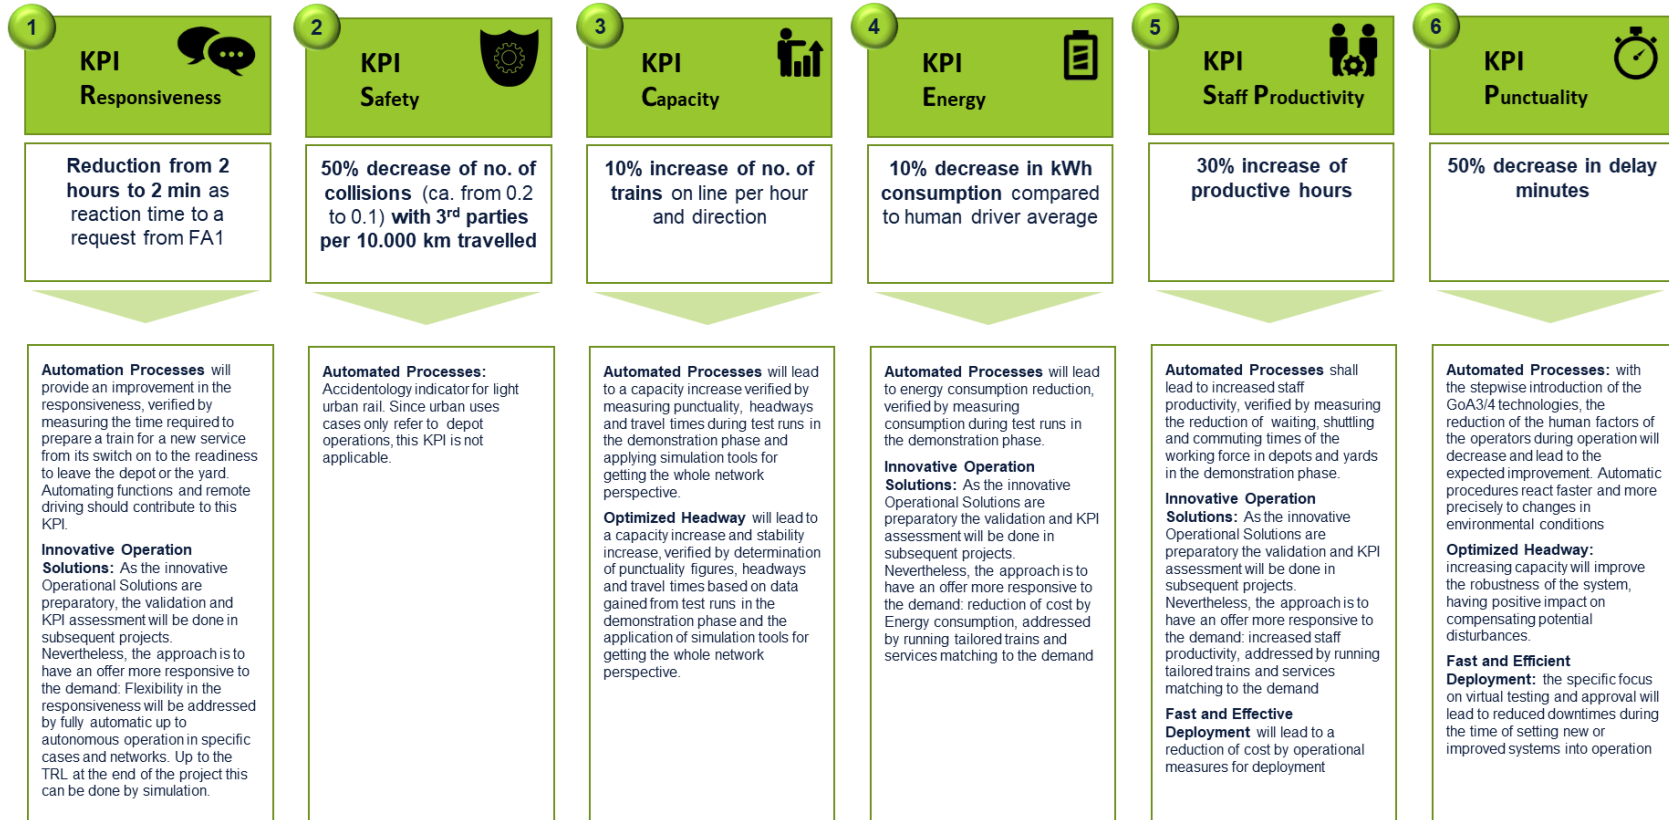 1
KPI
Responsiveness
Reduction from 2
hours to 2 min as
reaction time to a
request from FA1
Automation Processes will
provide an improvement in the
responsiveness, verified by
measuring the time required to
prepare a train for a new service
from its switch on to the readiness
to leave the depot or the yard.
Automating functions and remote
driving should contribute to this
KPI.
Innovative Operation
Solutions: As the innovative
Operational Solutions are
preparatory, the validation and
KPI assessment will be done in
subsequent projects.
Nevertheless, the approach is to
have an offer more responsive to
the demand: Flexibility in the
responsiveness will be addressed
by fully automatic up to
autonomous operation in specific
cases and networks. Up to the
TRL at the end of the project this
can be done by simulation.
2
KPI
Safety
50% decrease of no. of
collisions (ca. from 0.2
to 0.1) with 3rd parties
per 10.000 km travelled
Automated Processes:
Accidentology indicator for light
urban rail. Since urban uses
cases only refer to depot
operations, this KPI is not
applicable.
3
KPI
Capacity
10% increase of no. of
trains on line per hour
and direction
Automated Processes will lead
to a capacity increase verified by
measuring punctuality, headways
and travel times during test runs in
the demonstration phase and
applying simulation tools for
getting the whole network
perspective.
Optimized Headway will lead to
a capacity increase and stability
increase, verified by determination
of punctuality figures, headways
and travel times based on data
gained from test runs in the
demonstration phase and the
application of simulation tools for
getting the whole network
perspective.
4
KPI
Energy
10% decrease in kWh
consumption compared
to human driver average
Automated Processes will lead
to energy consumption reduction,
verified by measuring
consumption during test runs in
the demonstration phase.
Innovative Operation
Solutions: As the innovative
Operational Solutions are
preparatory the validation and KPI
assessment will be done in
subsequent projects.
Nevertheless, the approach is to
have an offer more responsive to
the demand: reduction of cost by
Energy consumption, addressed
by running tailored trains and
services matching to the demand
5
KPI
Staff Productivity
30% increase of
productive hours
Automated Processes shall
lead to increased staff
productivity, verified by measuring
the reduction of waiting, shuttling
and commuting times of the
working force in depots and yards
in the demonstration phase.
Innovative Operation
Solutions: As the innovative
Operational Solutions are
preparatory the validation and KPI
assessment will be done in
subsequent projects.
Nevertheless, the approach is to
have an offer more responsive to
the demand: increased staff
productivity, addressed by running
tailored trains and services
matching to the demand
Fast and Effective
Deployment will lead to a
reduction of cost by operational
measures for deployment
6
KPI
Punctuality
50% decrease in delay
minutes
Automated Processes: with
the stepwise introduction of the
GoA3/4 technologies, the
reduction of the human factors of
the operators during operation will
decrease and lead to the
expected improvement. Automatic
procedures react faster and more
precisely to changes in
environmental conditions
Optimized Headway:
increasing capacity will improve
the robustness of the system,
having positive impact on
compensating potential
disturbances.
Fast and Efficient
Deployment: the specific focus
on virtual testing and approval will
lead to reduced downtimes during
the time of setting new or
improved systems into operation